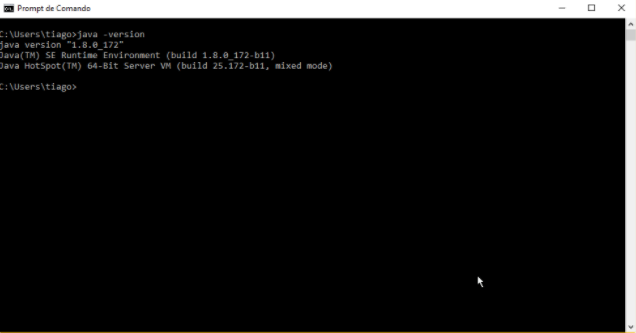 Prompt de Comando
C:\Users\tiago>java -version
java version "1.8.0_172"
Java(TM) SE Runtime Environment (build 1.8.0_172-b11)
Java HotSpot(TM) 64-Bit Server VM (build 25.172-b11, mixed mode)
C:\Users\tiago>